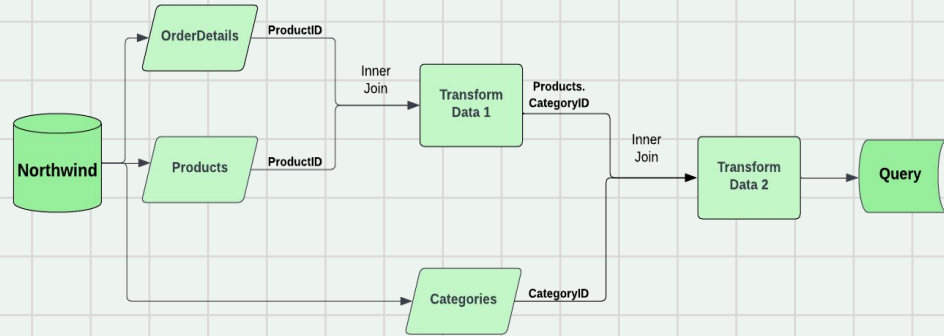 OrderDetails
ProductID
Inner
Join
Transform
Data 1
Products.
CategoryID
Northwind
Products
ProductID
Inner
Join
Transform
Data 2
Query
Categories
CategoryID